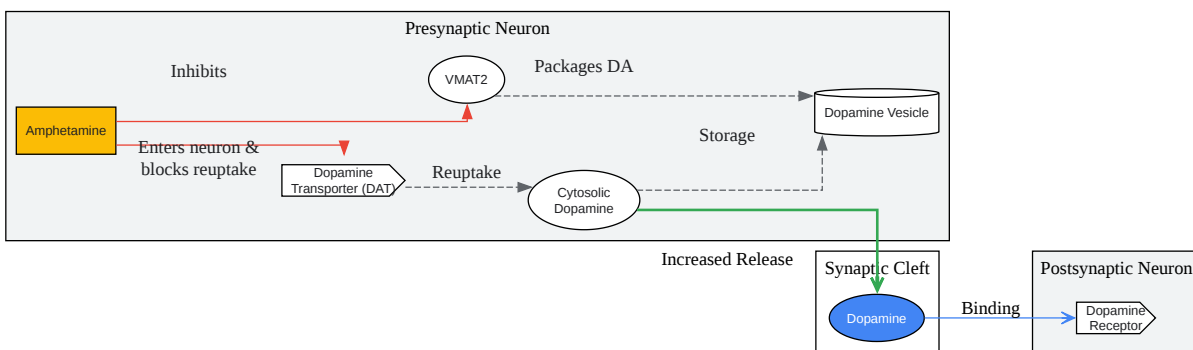 Presynaptic Neuron
Inhibits
VMAT2
Packages DA
Dopamine Vesicle
Amphetamine
Enters neuron &
blocks reuptake
Storage
Dopamine
Transporter (DAT)
Reuptake
Cytosolic
Dopamine
Increased Release
Synaptic Cleft
Postsynaptic Neuron
Dopamine
Binding
Dopamine
Receptor